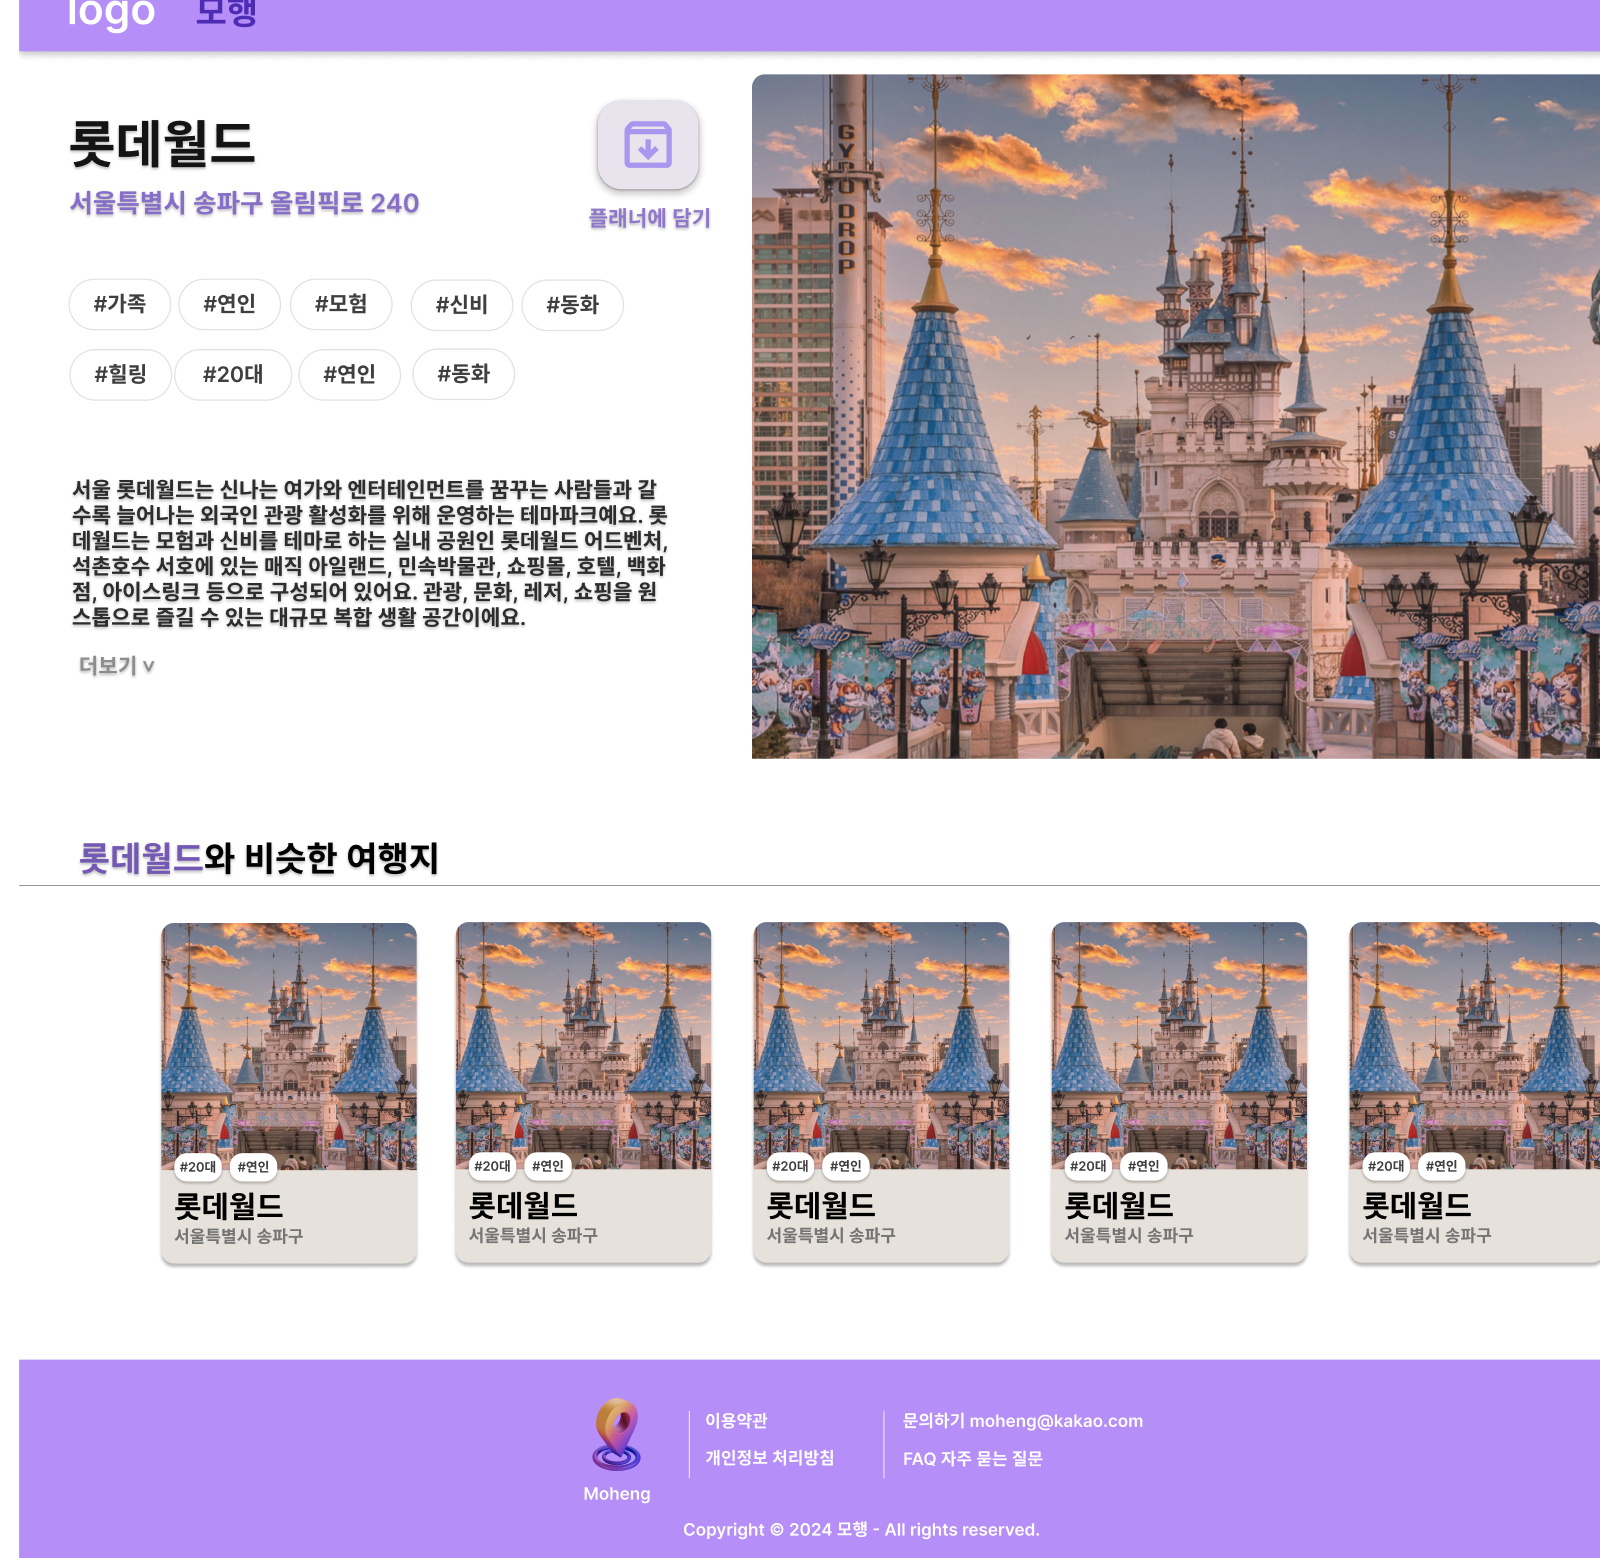 logo 모행
롯데월드
서울특별시 송파구 올림픽로 240
플래너에 담기
#가족 #연인 #모험 #신비 #동화
#힐링 #20대 #연인 #동화
서울 롯데월드는 신나는 여가와 엔터테인먼트를 꿈꾸는 사람들과 갈
수록 늘어나는 외국인 관광 활성화를 위해 운영하는 테마파크예요. 롯
데월드는 모험과 신비를 테마로 하는 실내 공원인 롯데월드 어드벤처,
석촌호수 서호에 있는 매직 아일랜드, 민속박물관, 쇼핑몰, 호텔, 백화
점, 아이스링크 등으로 구성되어 있어요. 관광, 문화, 레저, 쇼핑을 원
스톱으로 즐길 수 있는 대규모 복합 생활 공간이에요.
더보기 ∨
GYRO DROP
롯데월드와 비슷한 여행지
#20대 #연인
롯데월드
서울특별시 송파구
#20대 #연인
롯데월드
서울특별시 송파구
#20대 #연인
롯데월드
서울특별시 송파구
#20대 #연인
롯데월드
서울특별시 송파구
#20대 #연인
롯데월드
서울특별시 송파구
Moheng
이용약관
개인정보 처리방침
문의하기 moheng@kakao.com
FAQ 자주 묻는 질문
Copyright © 2024 모행 - All rights reserved.